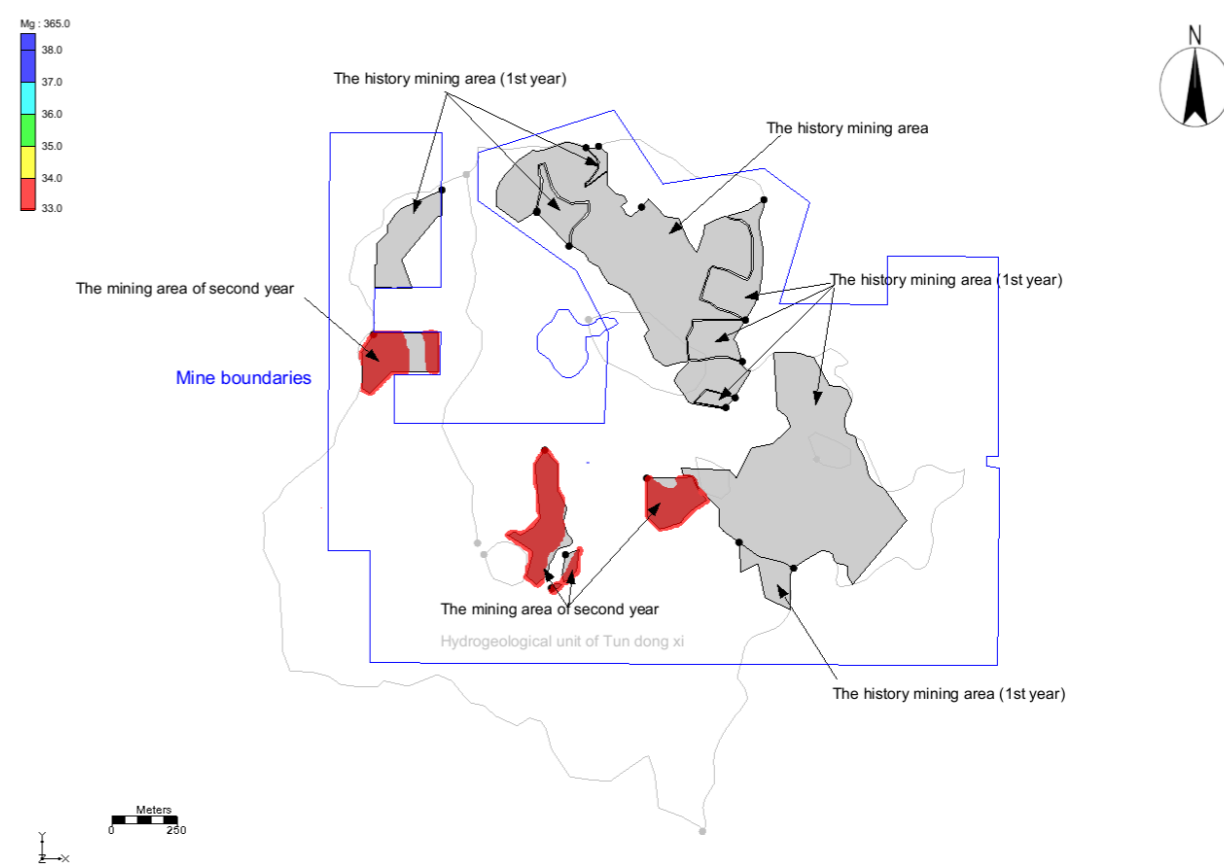 Mg : 365.0
38.0
37.0
36.0
35.0
34.0
33.0
N
The history mining area (1st year)
The history mining area
The history mining area (1st year)
The mining area of second year
Mine boundaries
The mining area of second year
Hydrogeological unit of Tun dong xi
The history mining area (1st year)
Meters
0 250
Y
Z X